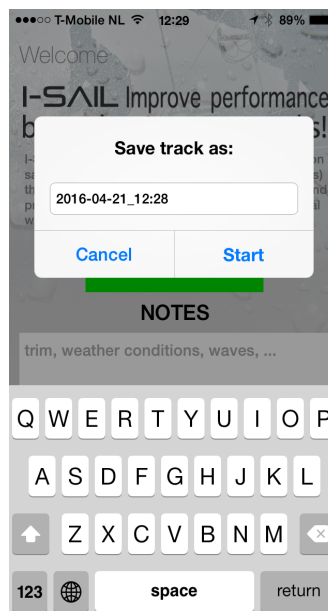 T-Mobile NL 12:29 89%
Welcome
I-SAIL Improve performance
Save track as:
2016-04-21_12:28
Cancel Start
NOTES
trim, weather conditions, waves, ...
Q W E R T Y U I O P
A S D F G H J K L
Z X C V B N M
123 space return